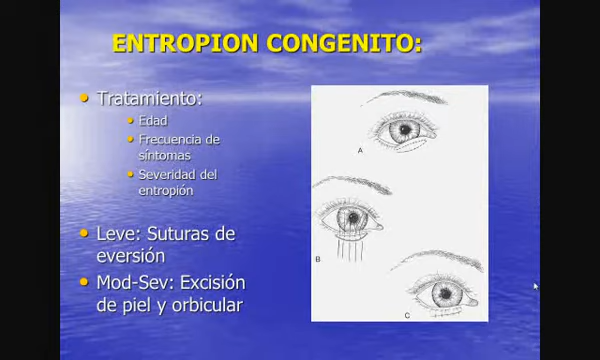 ENTROPION CONGENITO:
Tratamiento:
Edad
Frecuencia de
síntomas
Severidad del
entropión
Leve: Suturas de
eversión
Mod-Sev: Excisión
de piel y orbicular
A
B
C